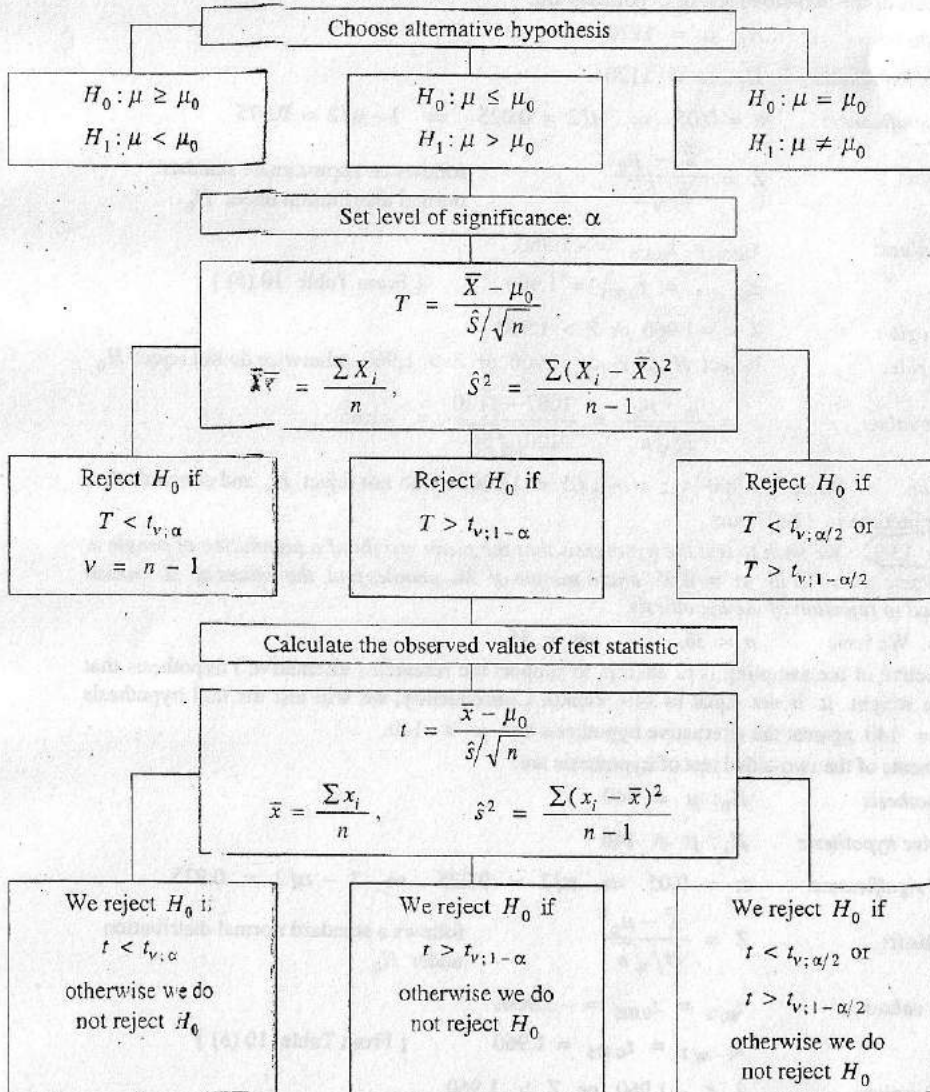 Choose alternative hypothesis
H₀ : μ ≥ μ₀
H₁ : μ < μ₀
H₀ : μ ≤ μ₀
H₁ : μ > μ₀
H₀ : μ = μ₀
H₁ : μ ≠ μ₀
Set level of significance: α
T = (X̄ − μ₀) / (Ŝ/√n)
X̄ = ΣXᵢ / n , Ŝ² = Σ(Xᵢ − X̄)² / (n − 1)
Reject H₀ if
T < t_{ν;α}
ν = n − 1
Reject H₀ if
T > t_{ν;1−α}
Reject H₀ if
T < t_{ν;α/2} or
T > t_{ν;1−α/2}
Calculate the observed value of test statistic
t = (x̄ − μ₀) / (ŝ/√n)
x̄ = Σxᵢ / n , ŝ² = Σ(xᵢ − x̄)² / (n − 1)
We reject H₀ if
t < t_{ν;α}
otherwise we do
not reject H₀
We reject H₀ if
t > t_{ν;1−α}
otherwise we do
not reject H₀
We reject H₀ if
t < t_{ν;α/2} or
t > t_{ν;1−α/2}
otherwise we do
not reject H₀